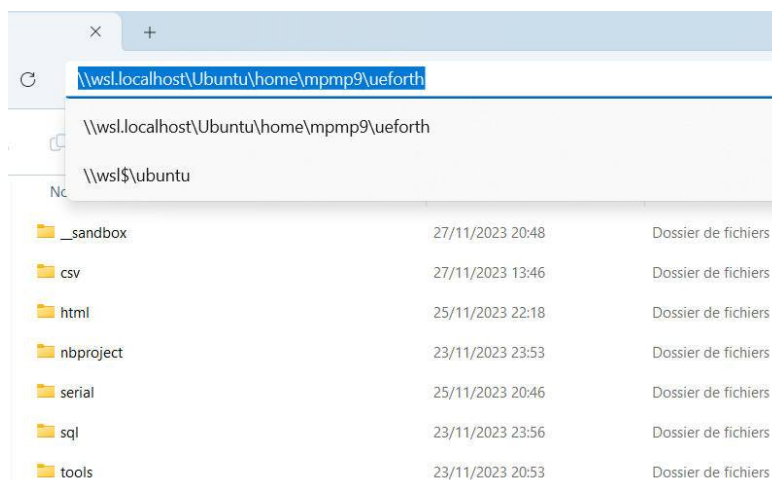 \\wsl.localhost\Ubuntu\home\mpmp9\ueforth
\\wsl.localhost\Ubuntu\home\mpmp9\ueforth
\\wsl$\ubuntu
__sandbox 27/11/2023 20:48 Dossier de fichiers
csv 27/11/2023 13:46 Dossier de fichiers
html 25/11/2023 22:18 Dossier de fichiers
nbproject 23/11/2023 23:53 Dossier de fichiers
serial 25/11/2023 20:46 Dossier de fichiers
sql 23/11/2023 23:56 Dossier de fichiers
tools 23/11/2023 20:53 Dossier de fichiers